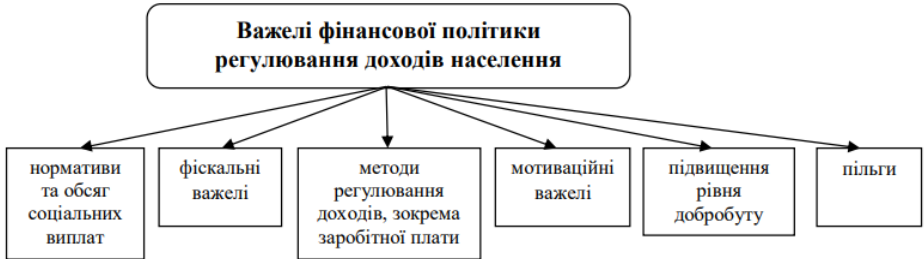 Важелі фінансової політики
регулювання доходів населення
нормативи
та обсяг
соціальних
виплат
фіскальні
важелі
методи
регулювання
доходів, зокрема
заробітної плати
мотиваційні
важелі
підвищення
рівня
добробуту
пільги